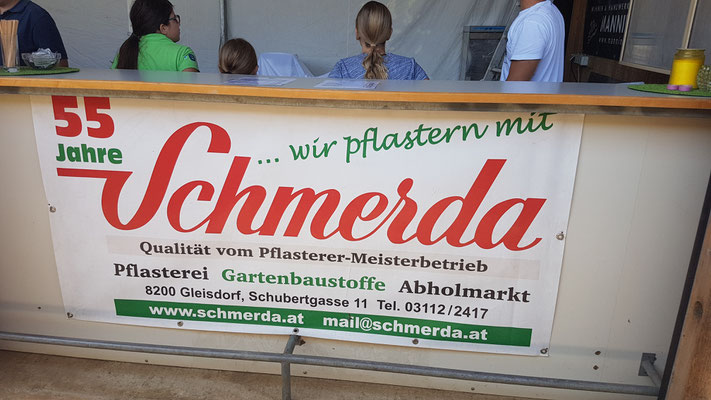 55
Jahre
... wir pflastern mit
Schmerda
Qualität vom Pflasterer-Meisterbetrieb
Pflasterei Gartenbaustoffe Abholmarkt
8200 Gleisdorf, Schubertgasse 11 Tel. 03112/2417
www.schmerda.at mail@schmerda.at